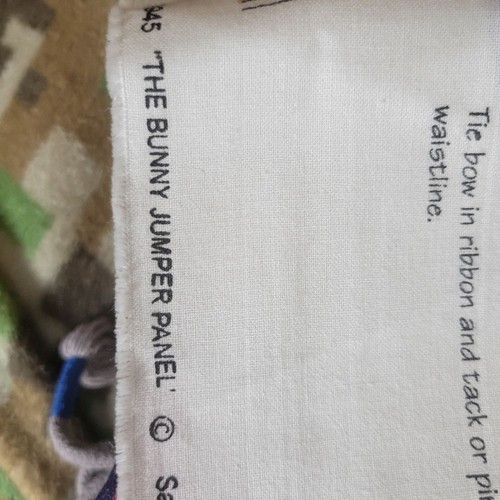 Tie bow in ribbon and tack or
waistline.
"THE BUNNY JUMPER PANEL' ©